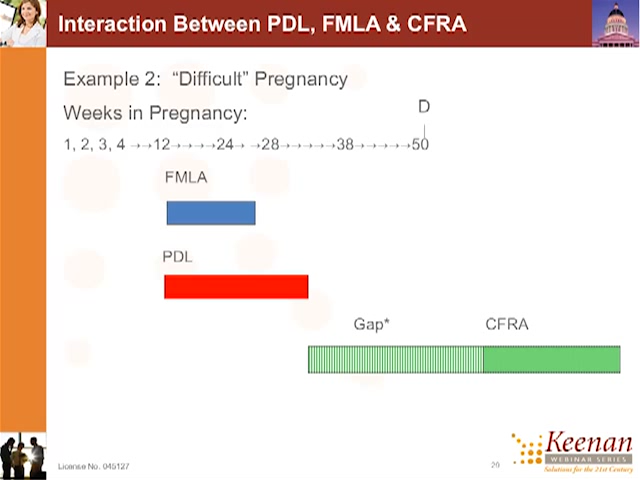 Interaction Between PDL, FMLA & CFRA
Example 2: “Difficult” Pregnancy
Weeks in Pregnancy:
D
1, 2, 3, 4 →→12→→→→24→ →28→→→→→38→→→→→50
FMLA
PDL
Gap* CFRA
Keenan
WEBINAR SERIES
Solutions for the 21st Century
License No. 045127
20